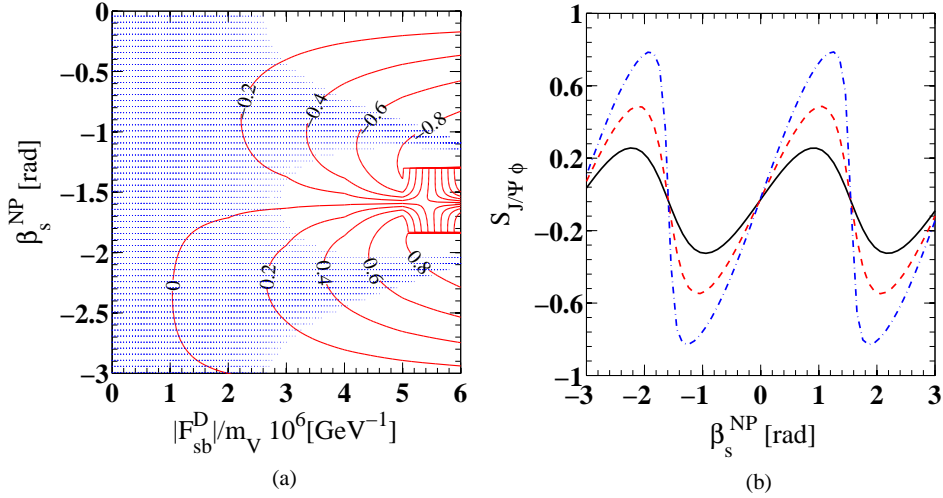 0
−0.5
−1
−1.5
−2
−2.5
−3
0 1 2 3 4 5 6
β_s^NP [rad]
|F_sb^D|/m_V 10^6[GeV^−1]
−0.2
−0.4
−0.6
−0.8
0
0.2
0.4
0.6
0.8
(a)
1
0.6
0.2
−0.2
−0.6
−1
−3 −2 −1 0 1 2 3
S_J/Ψ φ
β_s^NP [rad]
(b)